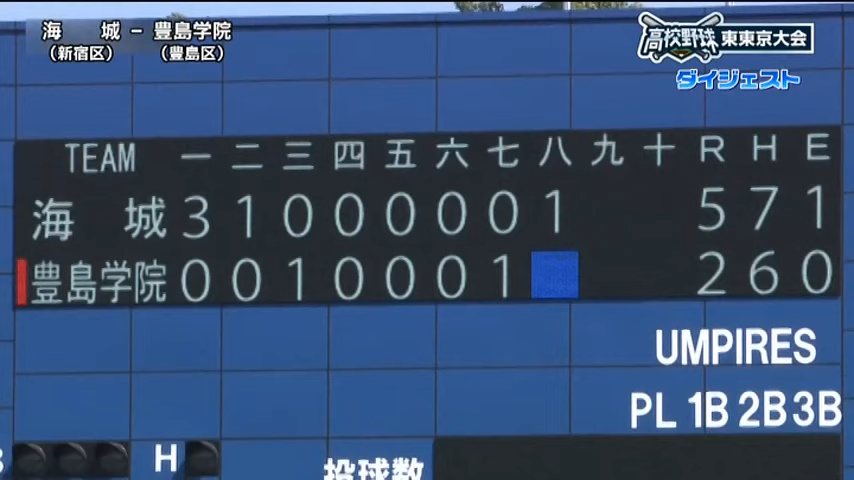 海　城 － 豊島学院
（新宿区）　（豊島区）
高校野球 東東京大会
ダイジェスト
TEAM 一 二 三 四 五 六 七 八 九 十 R H E
海　城 3 1 0 0 0 0 0 1 5 7 1
豊島学院 0 0 1 0 0 0 1 2 6 0
UMPIRES
PL 1B 2B 3B
H 投球数